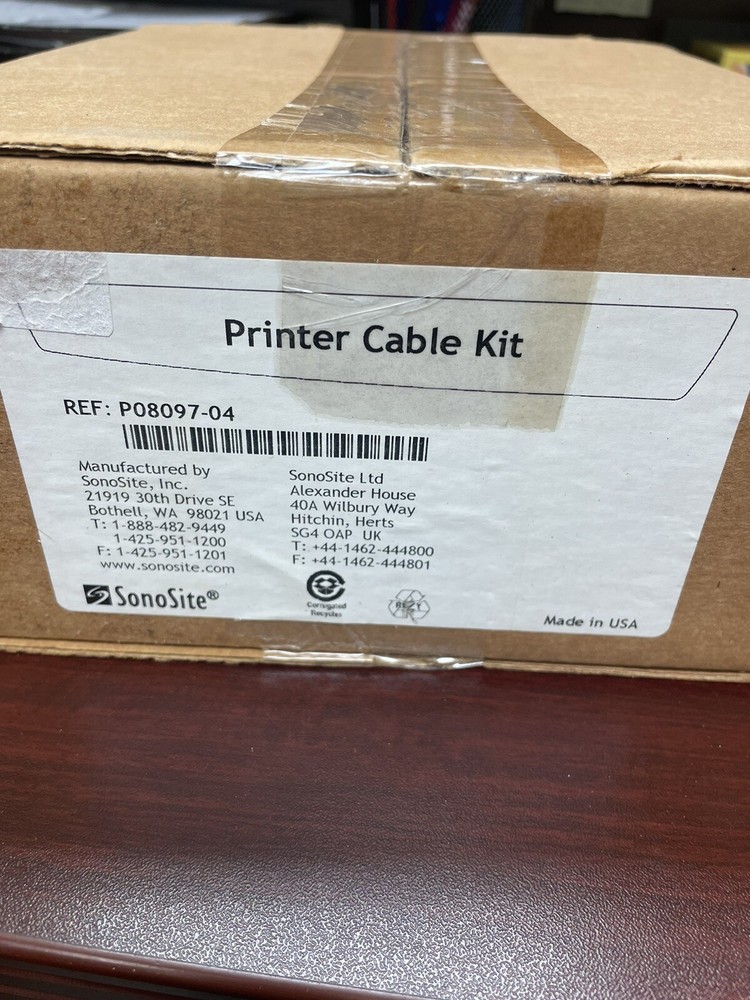 Printer Cable Kit
REF: P08097-04
Manufactured by
SonoSite, Inc.
21919 30th Drive SE
Bothell, WA 98021 USA
T: 1-888-482-9449
1-425-951-1200
F: 1-425-951-1201
www.sonosite.com
SonoSite Ltd
Alexander House
40A Wilbury Way
Hitchin, Herts
SG4 OAP UK
T: +44-1462-444800
F: +44-1462-444801
SonoSite®
Corrugated
Recycles
Made in USA